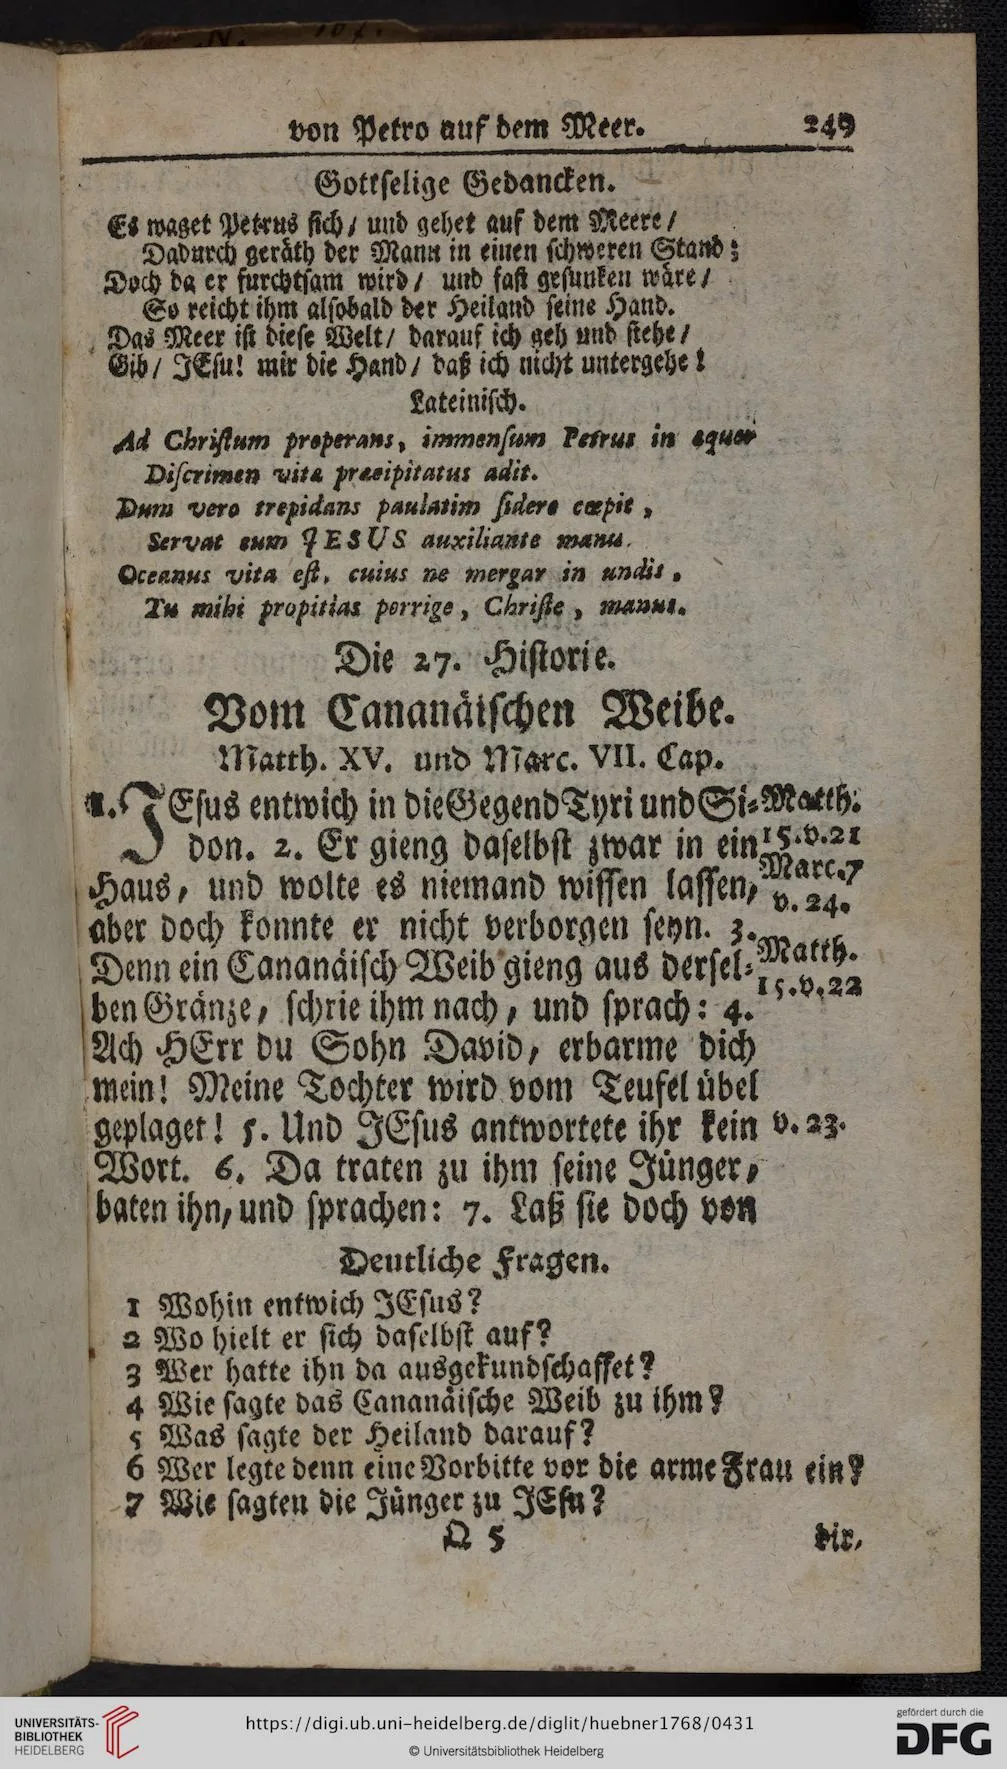 von Petro auf dem Meer. 249
Gottselige Gedancken.
Es waget Petrus sich / und gehet auf dem Meere /
Dadurch geräth der Mann in einen schweren Stand;
Doch da er furchtsam wird / und fast gesunken wäre /
So reicht ihm alsobald der Heiland seine Hand.
Das Meer ist diese Welt / darauf ich geh und stehe /
Gib / JEsu! mir die Hand / daß ich nicht untergehe!
Lateinisch.
Ad Christum properans, immensum Petrus in æquor
Discrimen vitæ præcipitatus adit.
Dum vero trepidans paulatim sidere cœpit,
Servat eum JESUS auxiliante manu.
Oceanus vita est, cuius ne mergar in undis,
Tu mihi propitias porrige, Christe, manus.
Die 27. Historie.
Vom Cananäischen Weibe.
Matth. XV. und Marc. VII. Cap.
1. JEsus entwich in die Gegend Tyri und Si- Matth.
don. 2. Er gieng daselbst zwar in ein 15.v.21
Haus, und wolte es niemand wissen lassen, Marc.7
v. 24.
aber doch konnte er nicht verborgen seyn. 3.
Denn ein Cananäisch Weib gieng aus dersel- Matth.
15.v.22
ben Gränze, schrie ihm nach, und sprach: 4.
Ach HErr du Sohn David, erbarme dich
mein! Meine Tochter wird vom Teufel übel
geplaget! 5. Und JEsus antwortete ihr kein v. 23.
Wort. 6. Da traten zu ihm seine Jünger,
baten ihn, und sprachen: 7. Laß sie doch von
Deutliche Fragen.
1 Wohin entwich JEsus?
2 Wo hielt er sich daselbst auf?
3 Wer hatte ihn da ausgekundschaffet?
4 Wie sagte das Cananäische Weib zu ihm?
5 Was sagte der Heiland darauf?
6 Wer legte denn eine Vorbitte vor die arme Frau ein?
7 Wie sagten die Jünger zu JEsu?
Q 5 dir,
UNIVERSITÄTS-
BIBLIOTHEK
HEIDELBERG
https://digi.ub.uni-heidelberg.de/diglit/huebner1768/0431
© Universitätsbibliothek Heidelberg
gefördert durch die
DFG